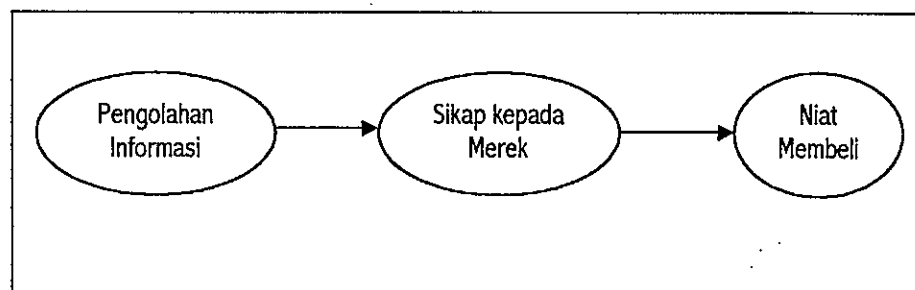 Pengolahan
Informasi
Sikap kepada
Merek
Niat
Membeli